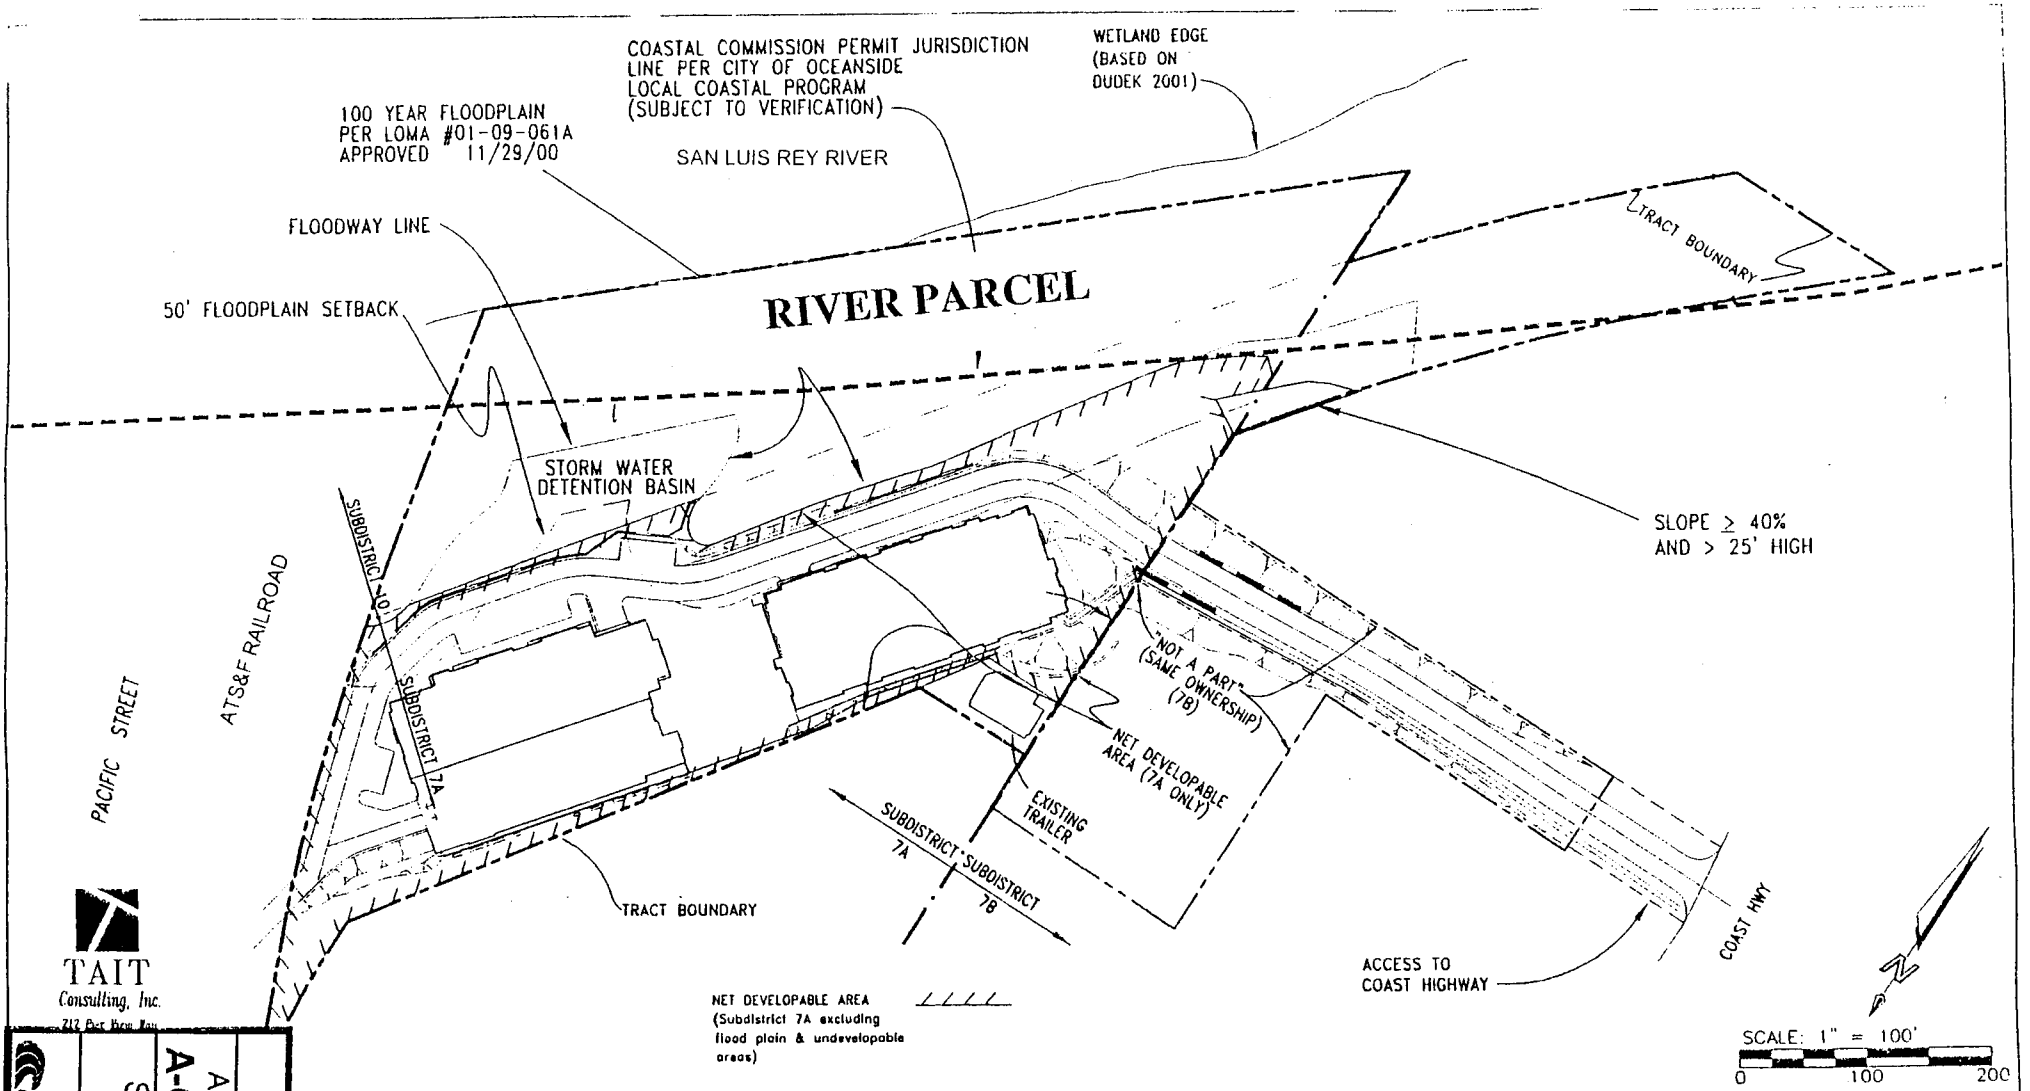 COASTAL COMMISSION PERMIT JURISDICTION
LINE PER CITY OF OCEANSIDE
LOCAL COASTAL PROGRAM
(SUBJECT TO VERIFICATION)
WETLAND EDGE
(BASED ON
DUDEK 2001)
100 YEAR FLOODPLAIN
PER LOMA #01-09-061A
APPROVED 11/29/00
SAN LUIS REY RIVER
FLOODWAY LINE
TRACT BOUNDARY
50' FLOODPLAIN SETBACK
RIVER PARCEL
STORM WATER
DETENTION BASIN
SLOPE ≥ 40%
AND > 25' HIGH
SUBDISTRICT 10
SUBDISTRICT 7A
ATS&F RAILROAD
PACIFIC STREET
"NOT A PART"
(SAME OWNERSHIP)
(7B)
NET DEVELOPABLE
AREA (7A ONLY)
EXISTING
TRAILER
SUBDISTRICT
7A
SUBDISTRICT
7B
TRACT BOUNDARY
COAST HWY
ACCESS TO
COAST HIGHWAY
TAIT
Consulting, Inc.
NET DEVELOPABLE AREA
(Subdistrict 7A excluding
flood plain & undevelopable
areas)
N
SCALE: 1" = 100'
0 100 200